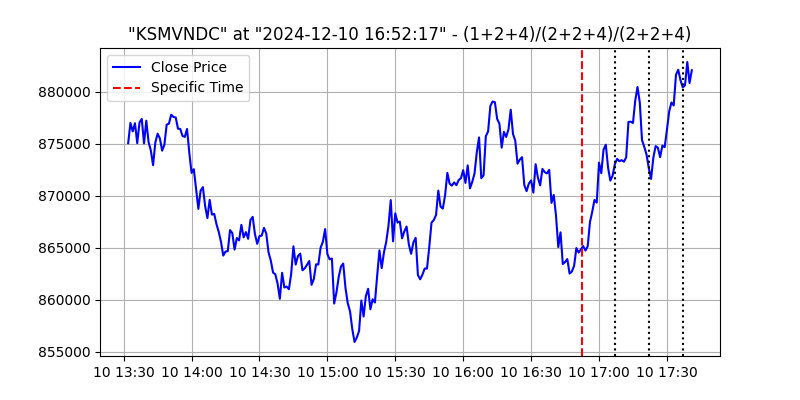 "KSMVNDC" at "2024-12-10 16:52:17" - (1+2+4)/(2+2+4)/(2+2+4)
Close Price
Specific Time
880000
875000
870000
865000
860000
855000
10 13:30 10 14:00 10 14:30 10 15:00 10 15:30 10 16:00 10 16:30 10 17:00 10 17:30